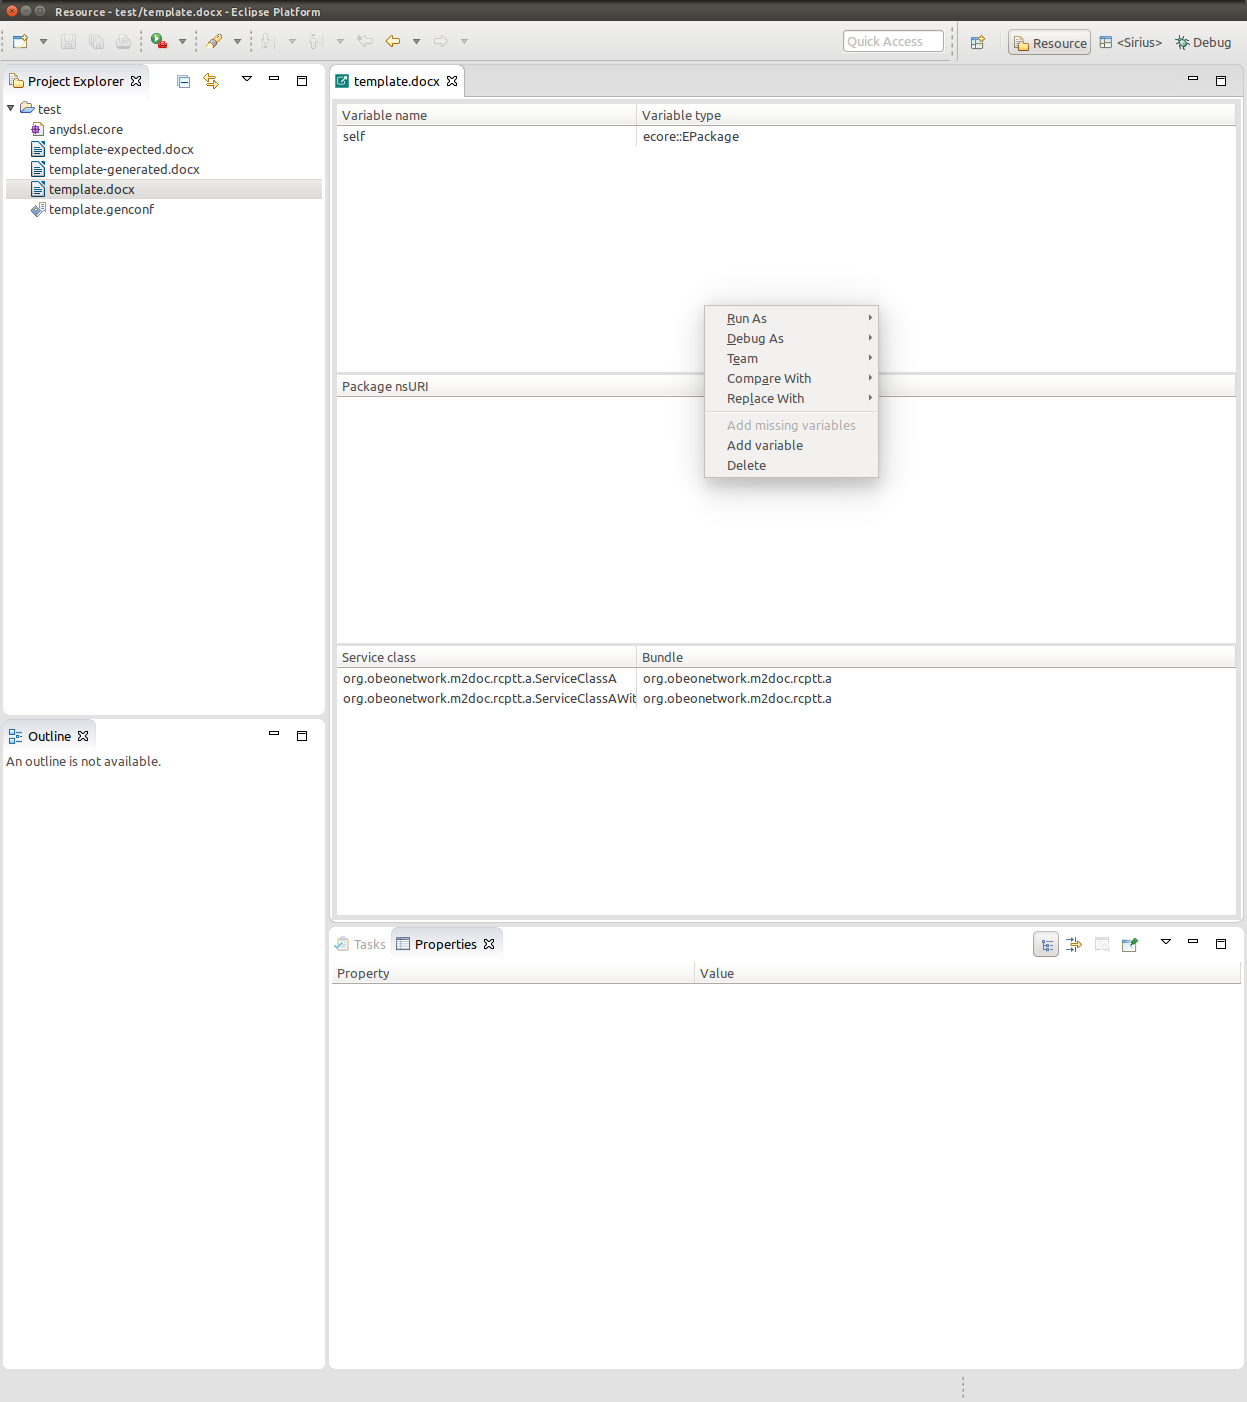 Resource - test/template.docx - Eclipse Platform
Quick Access
Resource
<Sirius>
Debug
Project Explorer
test
anydsl.ecore
template-expected.docx
template-generated.docx
template.docx
template.genconf
Outline
An outline is not available.
template.docx
Variable name
Variable type
self
ecore::EPackage
Run As
Debug As
Team
Compare With
Replace With
Add missing variables
Add variable
Delete
Package nsURI
Service class
Bundle
org.obeonetwork.m2doc.rcptt.a.ServiceClassA
org.obeonetwork.m2doc.rcptt.a
org.obeonetwork.m2doc.rcptt.a.ServiceClassAWit
org.obeonetwork.m2doc.rcptt.a
Tasks
Properties
Property
Value